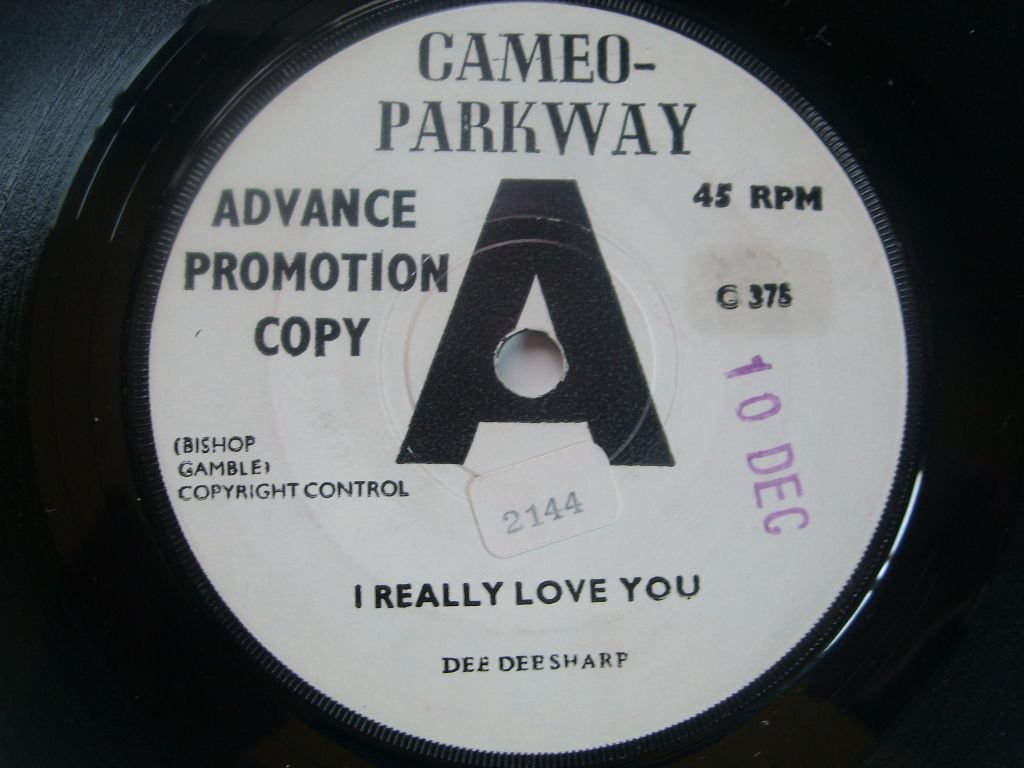 CAMEO-
PARKWAY
ADVANCE
PROMOTION
COPY
A
45 RPM
C 375
10 DEC
(BISHOP
GAMBLE)
COPYRIGHT CONTROL
2144
I REALLY LOVE YOU
DEE DEE SHARP